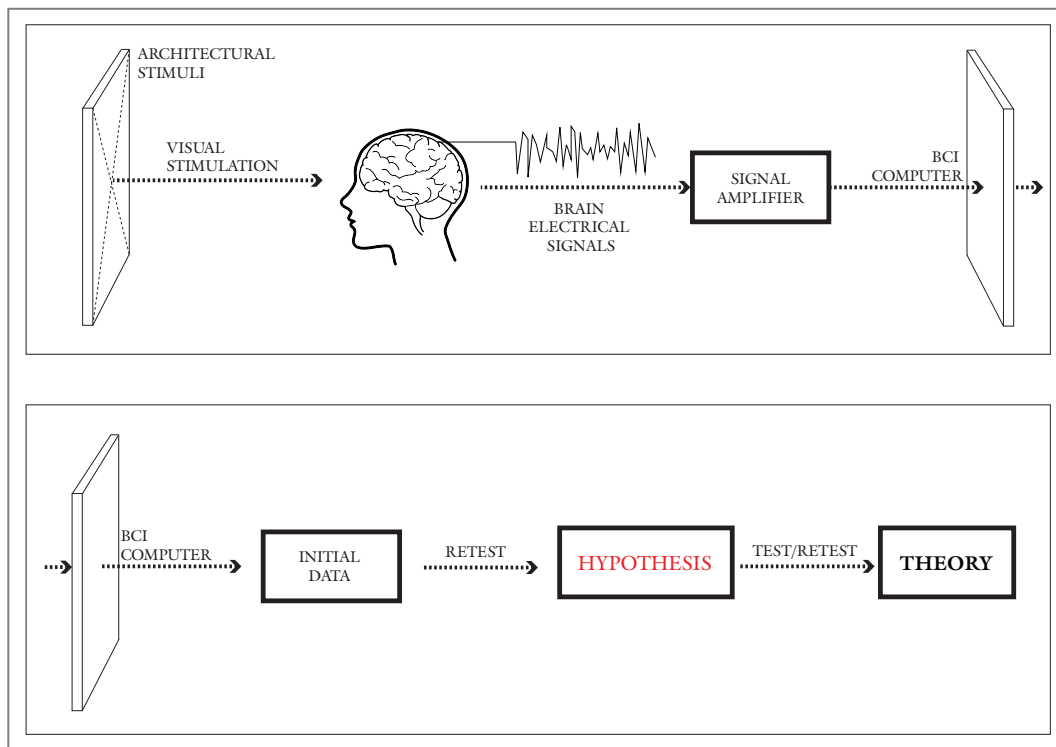 ARCHITECTURAL
STIMULI
VISUAL
STIMULATION
BRAIN
ELECTRICAL
SIGNALS
SIGNAL
AMPLIFIER
BCI
COMPUTER
BCI
COMPUTER
INITIAL
DATA
RETEST
HYPOTHESIS
TEST/RETEST
THEORY